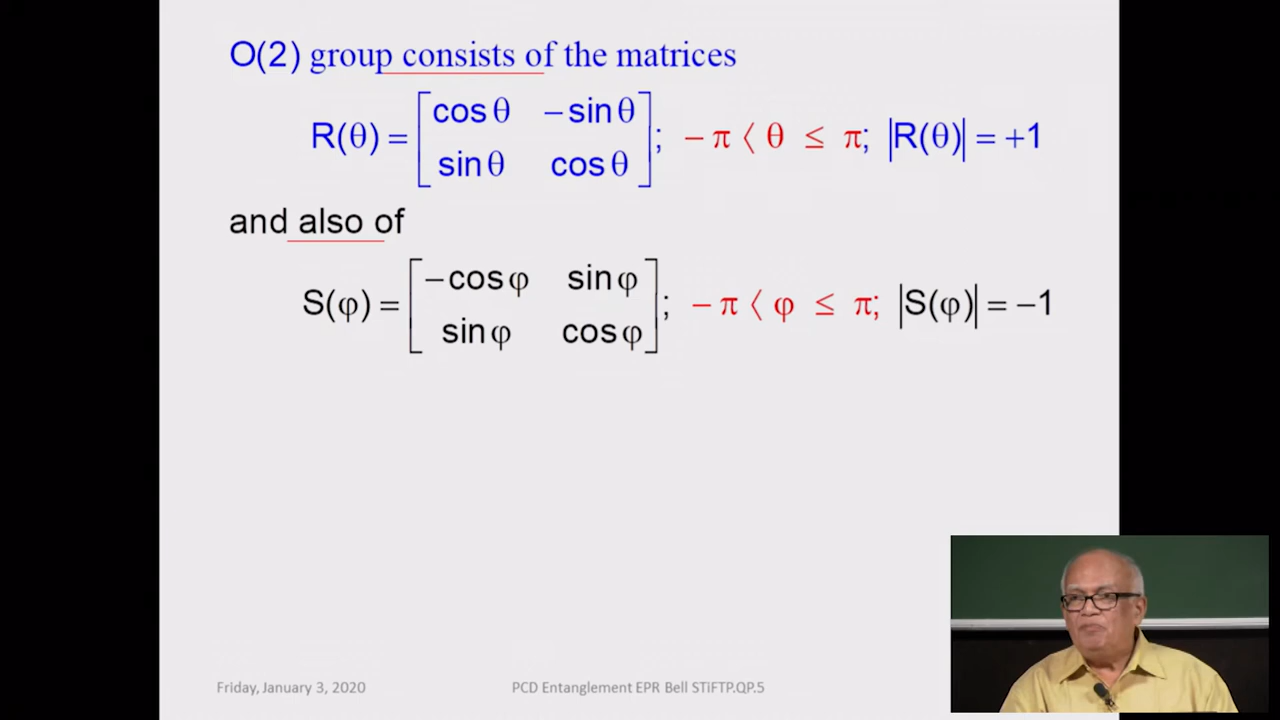 O(2) group consists of the matrices
R(θ) = [cos θ −sin θ; −π ⟨ θ ≤ π; |R(θ)| = +1
sin θ cos θ]
and also of
S(φ) = [−cos φ sin φ; −π ⟨ φ ≤ π; |S(φ)| = −1
sin φ cos φ]
Friday, January 3, 2020
PCD Entanglement EPR Bell STiFTP.QP.5